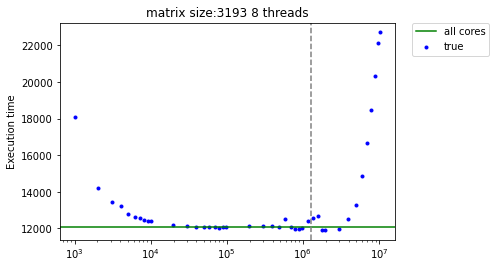 matrix size:3193 8 threads
all cores
true
Execution time
22000
20000
18000
16000
14000
12000
10³
10⁴
10⁵
10⁶
10⁷